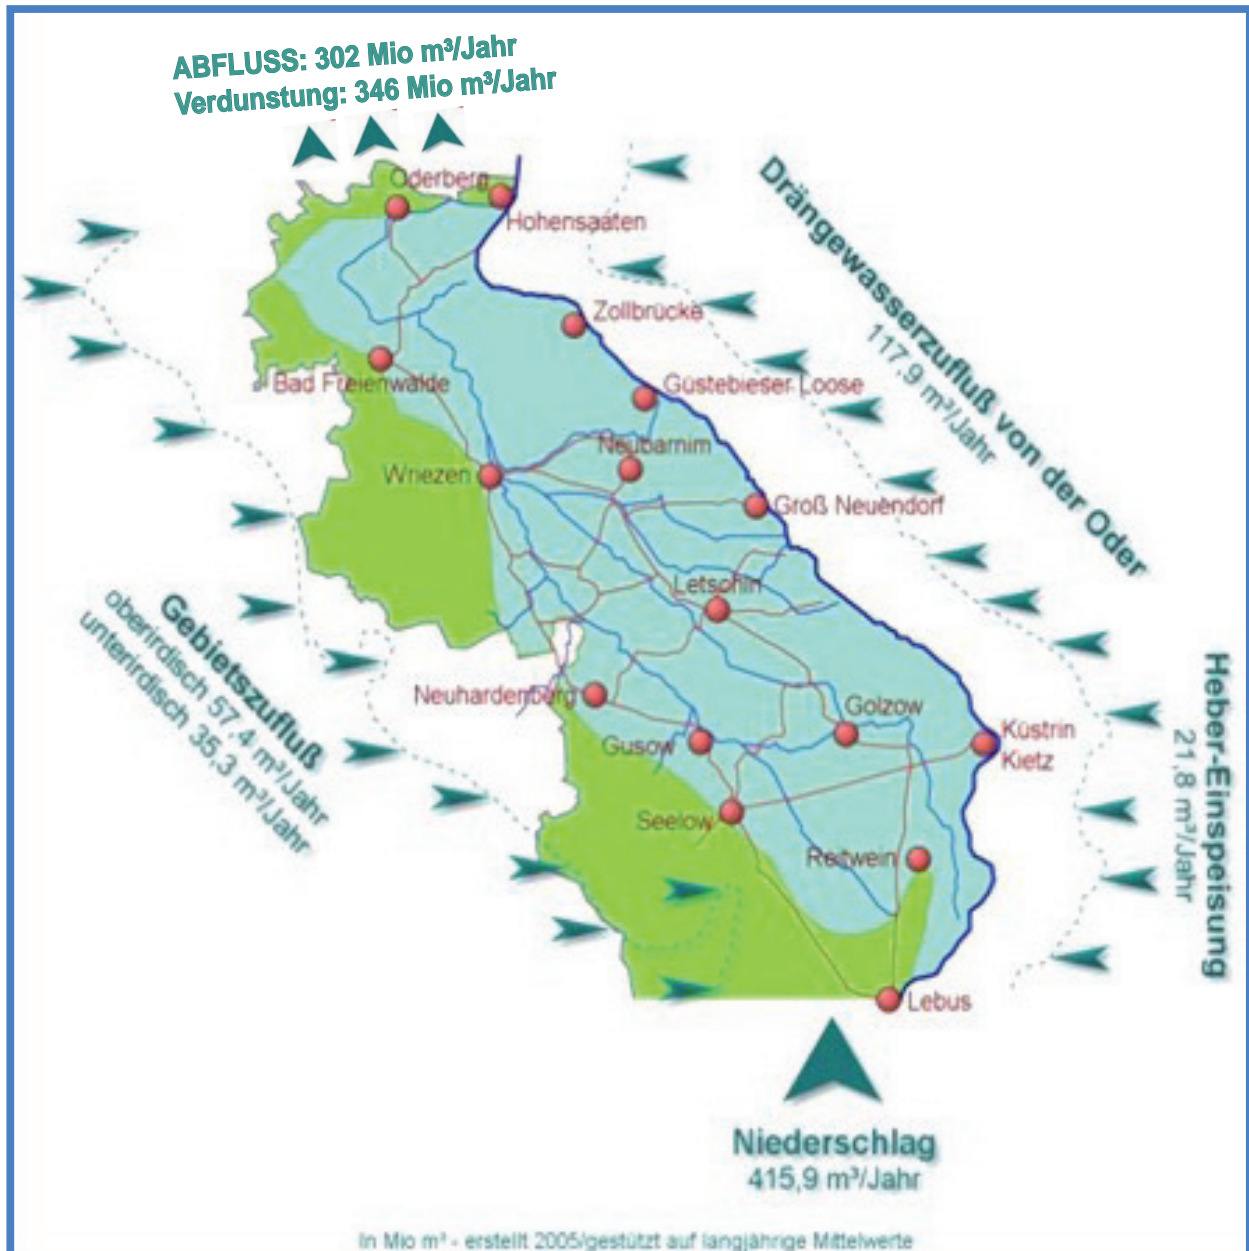 ABFLUSS: 302 Mio m³/Jahr
Verdunstung: 346 Mio m³/Jahr
Oderberg
Hohensaaten
Drängewasserzufluß von der Oder
117,9 m³/Jahr
Zollbrücke
Bad Freienwalde
Güstebieser Loose
Neubarnim
Wriezen
Groß Neuendorf
Letschin
Gebietszufluß
oberirdisch 57,4 m³/Jahr
unterirdisch 35,3 m³/Jahr
Neuhardenberg
Golzow
Gusow
Küstrin
Kietz
Heber-Einspeisung
21,8 m³/Jahr
Seelow
Reitwein
Lebus
Niederschlag
415,9 m³/Jahr
In Mio m³ - erstellt 2005/gestützt auf langjährige Mittelwerte